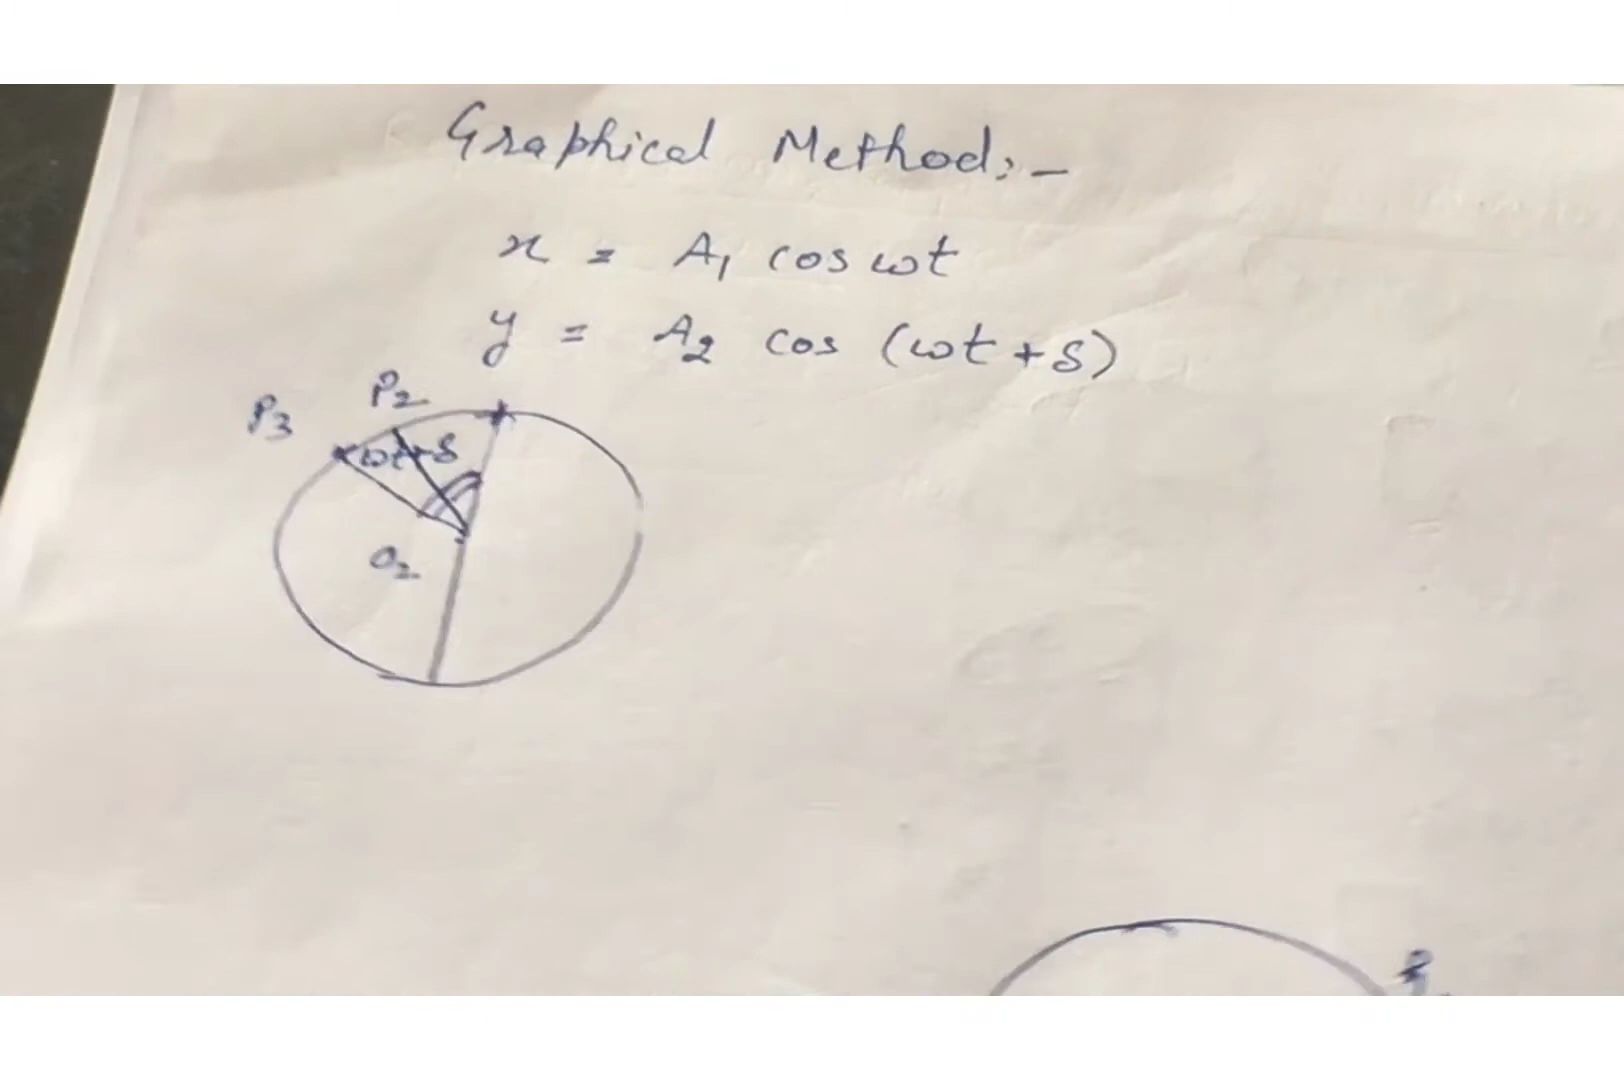 Graphical Method:-
x = A₁ cos ωt
y = A₂ cos (ωt + δ)
P₂
P₃
ωt+δ
O₂